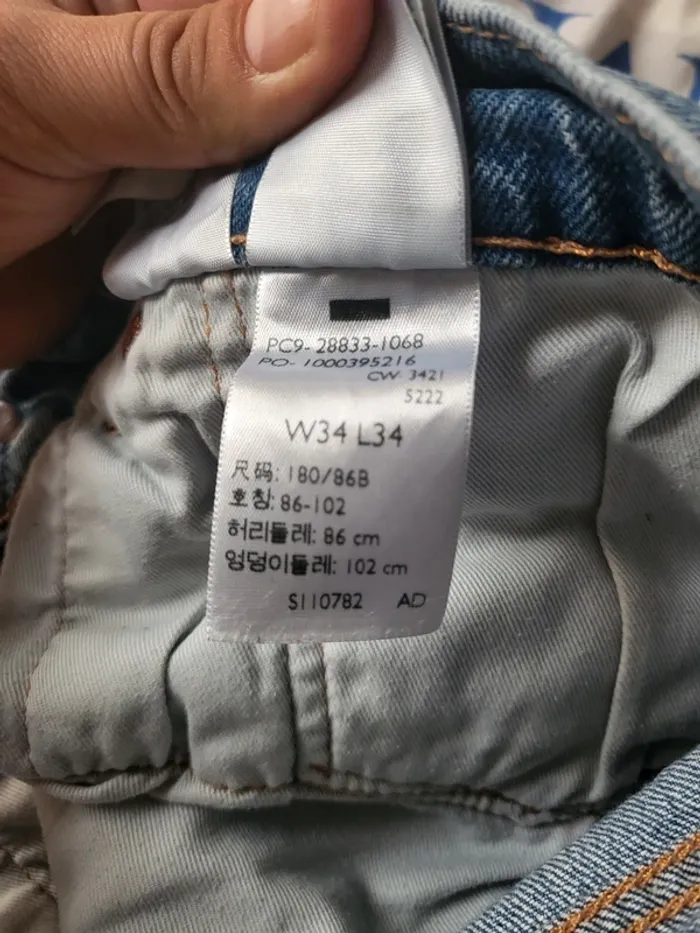 PC9-28833-1068
PO-1000395216
CW-3421
5222
W34 L34
尺码: 180/86B
호칭: 86-102
허리둘레: 86 cm
엉덩이둘레: 102 cm
S110782 AD